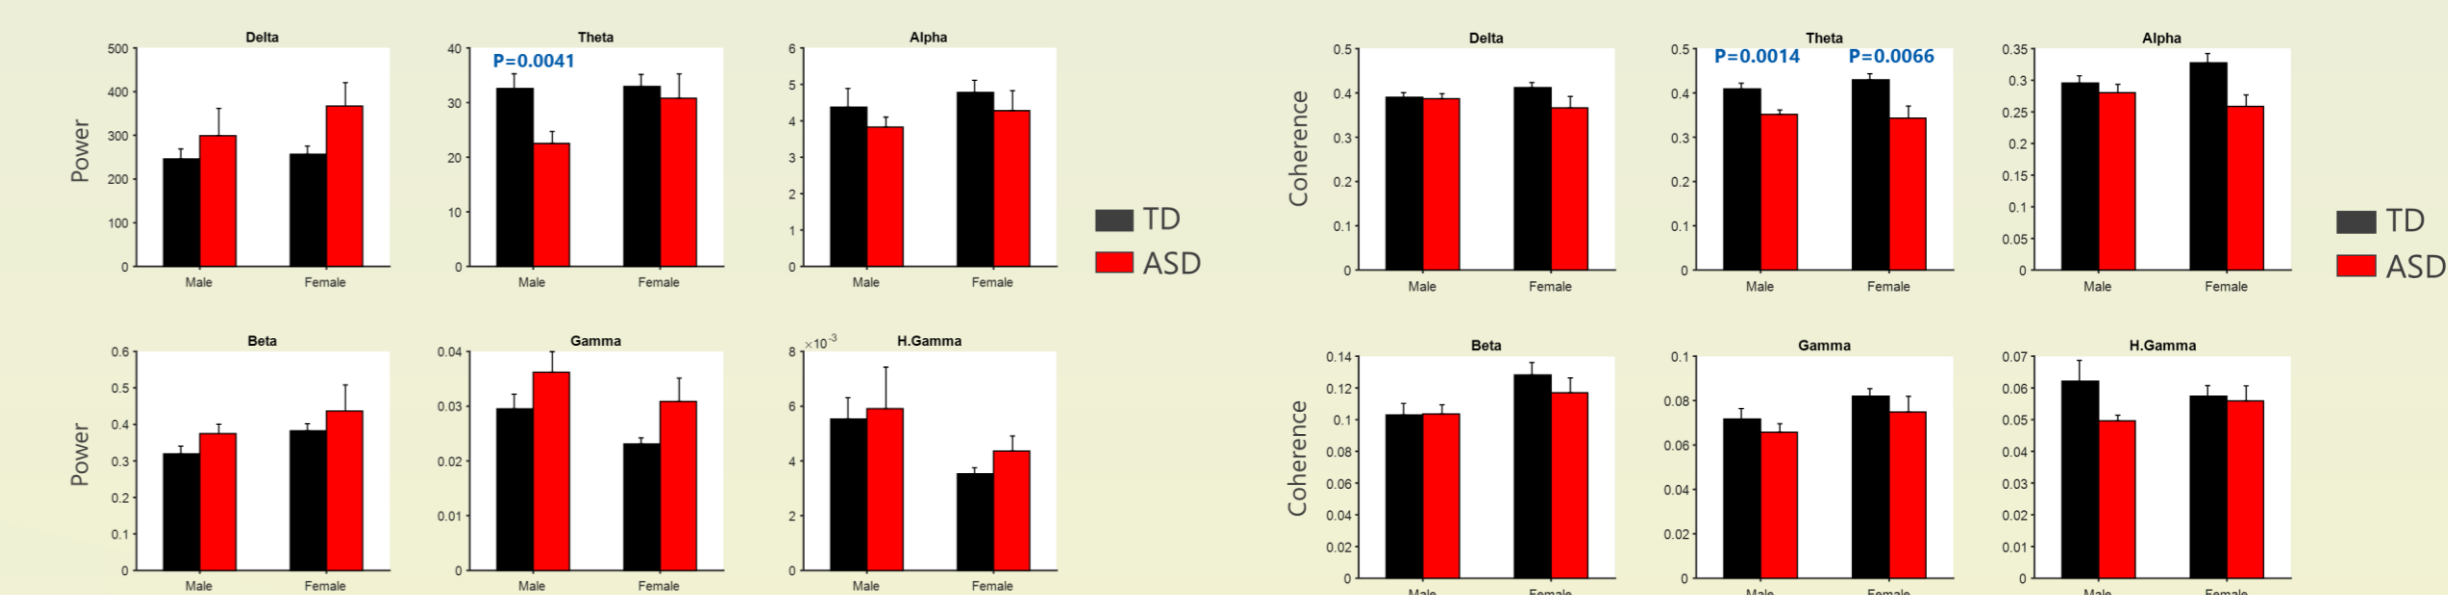 Delta
500
400
300
200
100
0
Power
Male Female
Theta
P=0.0041
40
30
20
10
0
Male Female
Alpha
6
5
4
3
2
1
0
Male Female
TD
ASD
Beta
0.6
0.5
0.4
0.3
0.2
0.1
0
Power
Male Female
Gamma
0.04
0.03
0.02
0.01
0
Male Female
×10⁻³ H.Gamma
8
6
4
2
0
Male Female
Delta
0.5
0.4
0.3
0.2
0.1
0
Coherence
Male Female
Theta
P=0.0014 P=0.0066
0.5
0.4
0.3
0.2
0.1
0
Male Female
Alpha
0.35
0.3
0.25
0.2
0.15
0.1
0.05
0
Male Female
TD
ASD
Beta
0.14
0.12
0.1
0.08
0.06
0.04
0.02
0
Coherence
Male Female
Gamma
0.1
0.08
0.06
0.04
0.02
0
Male Female
H.Gamma
0.07
0.06
0.05
0.04
0.03
0.02
0.01
0
Male Female